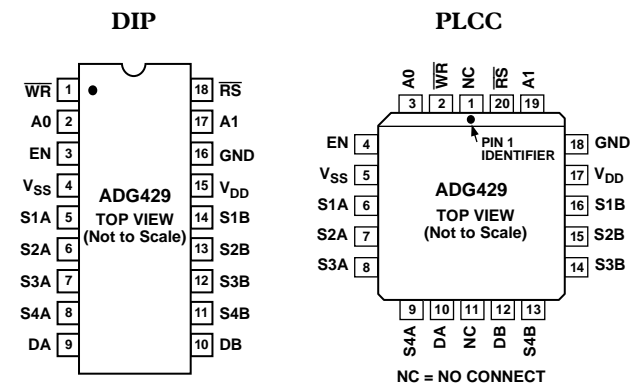 DIP
WR 1 18 RS
A0 2 17 A1
EN 3 16 GND
VSS 4 15 VDD
S1A 5 14 S1B
S2A 6 13 S2B
S3A 7 12 S3B
S4A 8 11 S4B
DA 9 10 DB
ADG429
TOP VIEW
(Not to Scale)
PLCC
A0 WR NC RS A1
3 2 1 20 19
PIN 1
IDENTIFIER
EN 4 18 GND
VSS 5 17 VDD
S1A 6 16 S1B
S2A 7 15 S2B
S3A 8 14 S3B
ADG429
TOP VIEW
(Not to Scale)
9 10 11 12 13
S4A DA NC DB S4B
NC = NO CONNECT